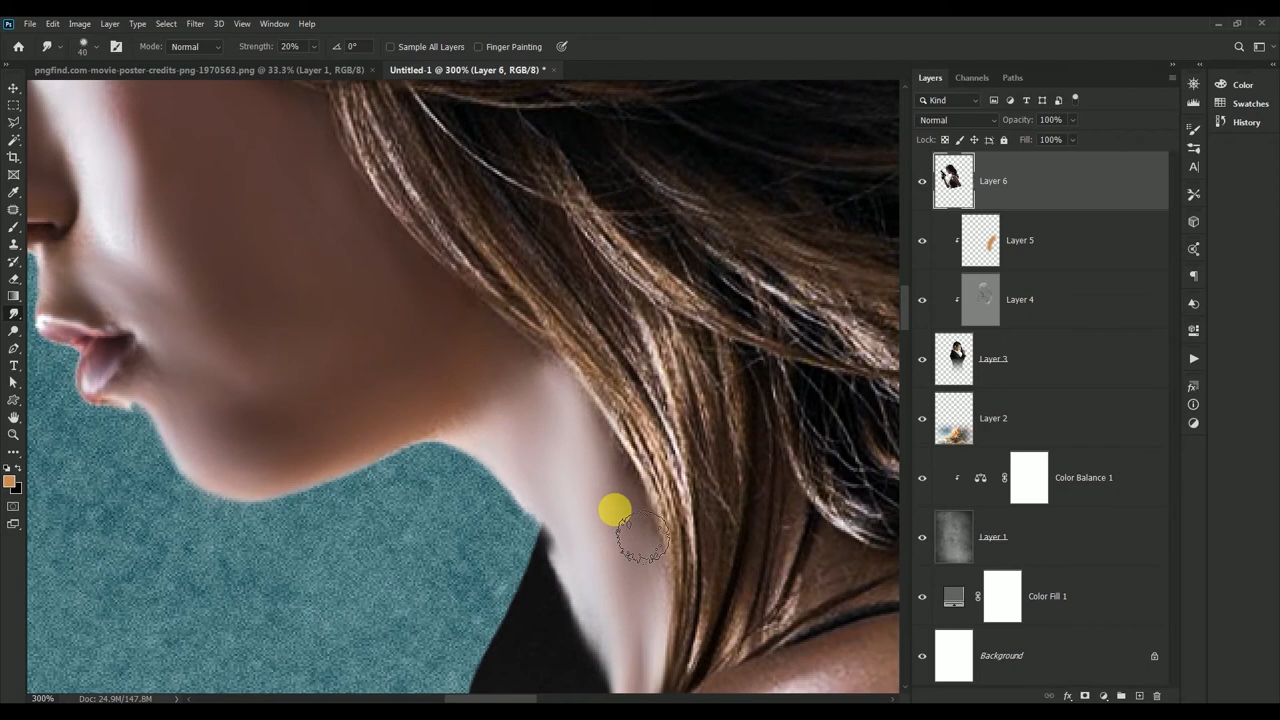 Ps File Edit Image Layer Type Select Filter 3D View Window Help
40 Mode: Normal Strength: 20% 0° Sample All Layers Finger Painting
pngfind.com-movie-poster-credits-png-1970563.png @ 33.3% (Layer 1, RGB/8) × Untitled-1 @ 300% (Layer 6, RGB/8) * ×
Layers Channels Paths
Color
Kind
Swatches
Normal Opacity: 100%
History
Lock: Fill: 100%
Layer 6
Layer 5
Layer 4
Layer 3
Layer 2
Color Balance 1
Layer 1
Color Fill 1
Background
300% Doc: 24.9M/147.8M
fx